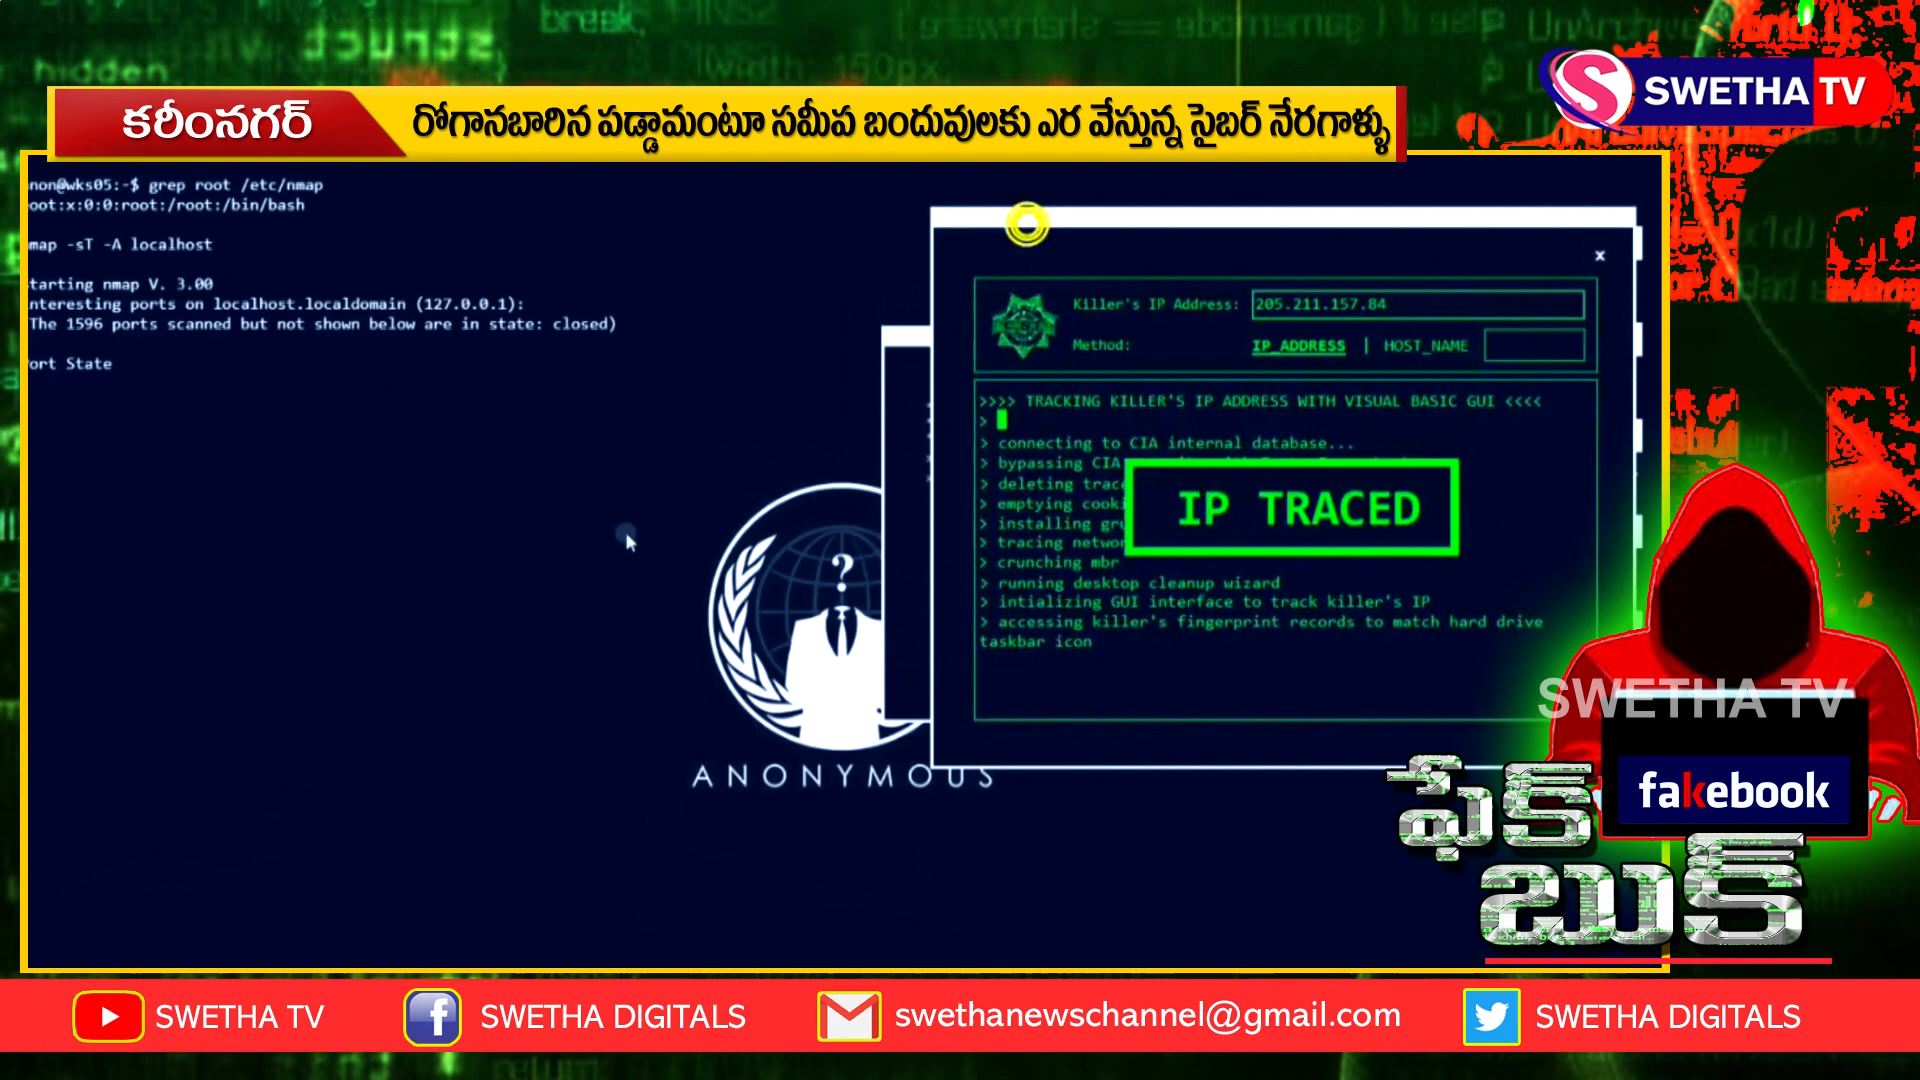 SWETHA TV
కరీంనగర్
రోగానబారిన పడ్డామంటూ సమీవ బందువులకు ఎర వేస్తున్న సైబర్ నేరగాళ్ళు
non@wks05:-$ grep root /etc/nmap
oot:x:0:0:root:/root:/bin/bash
map -sT -A localhost
tarting nmap V. 3.00
nteresting ports on localhost.localdomain (127.0.0.1):
The 1596 ports scanned but not shown below are in state: closed)
ort State
x
Killer's IP Address: 205.211.157.84
Method: IP_ADDRESS | HOST_NAME
>>>> TRACKING KILLER'S IP ADDRESS WITH VISUAL BASIC GUI <<<<
>
> connecting to CIA internal database...
> bypassing CIA
> deleting trac
> emptying cooki
> installing gru
> tracing networ
> crunching mbr
> running desktop cleanup wizard
> intializing GUI interface to track killer's IP
> accessing killer's fingerprint records to match hard drive
taskbar icon
IP TRACED
?
ANONYMOUS
SWETHA TV
fakebook
ఫేక్
బుక్
SWETHA TV
SWETHA DIGITALS
swethanewschannel@gmail.com
SWETHA DIGITALS